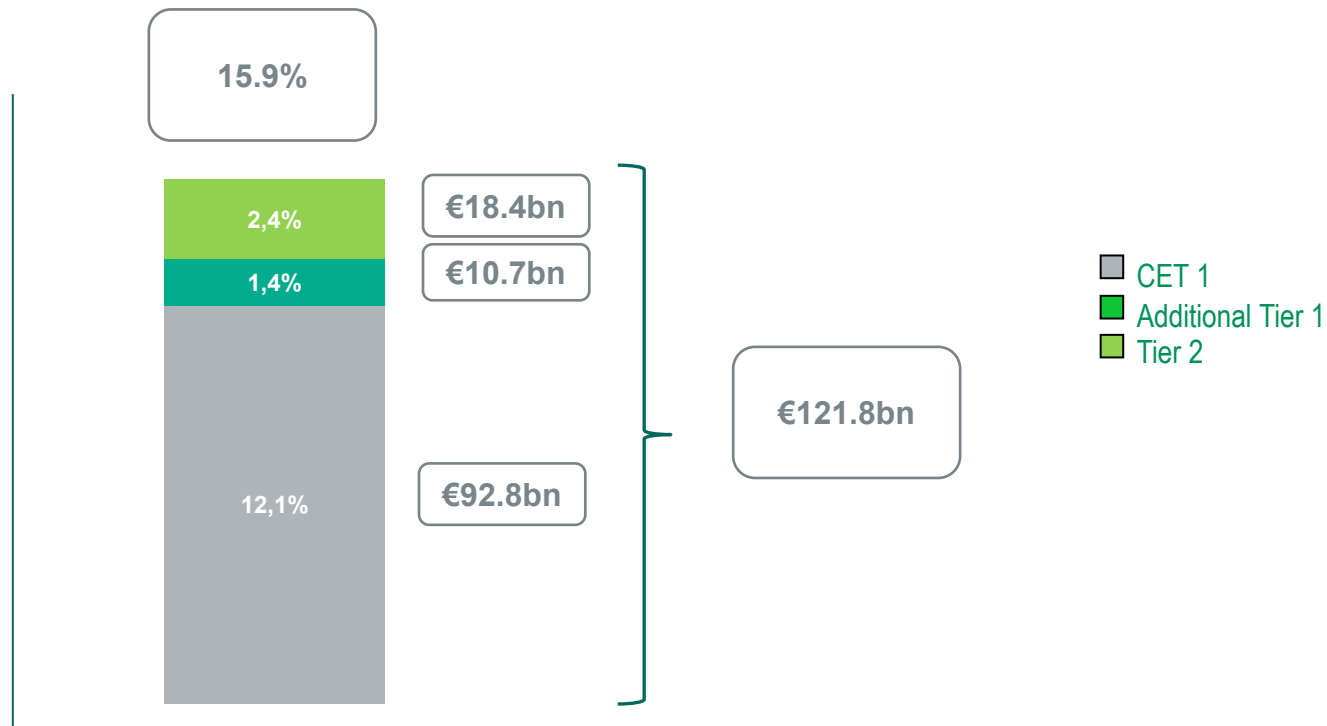 15.9%
2,4%
€18.4bn
1,4%
€10.7bn
12,1%
€92.8bn
€121.8bn
CET 1
Additional Tier 1
Tier 2